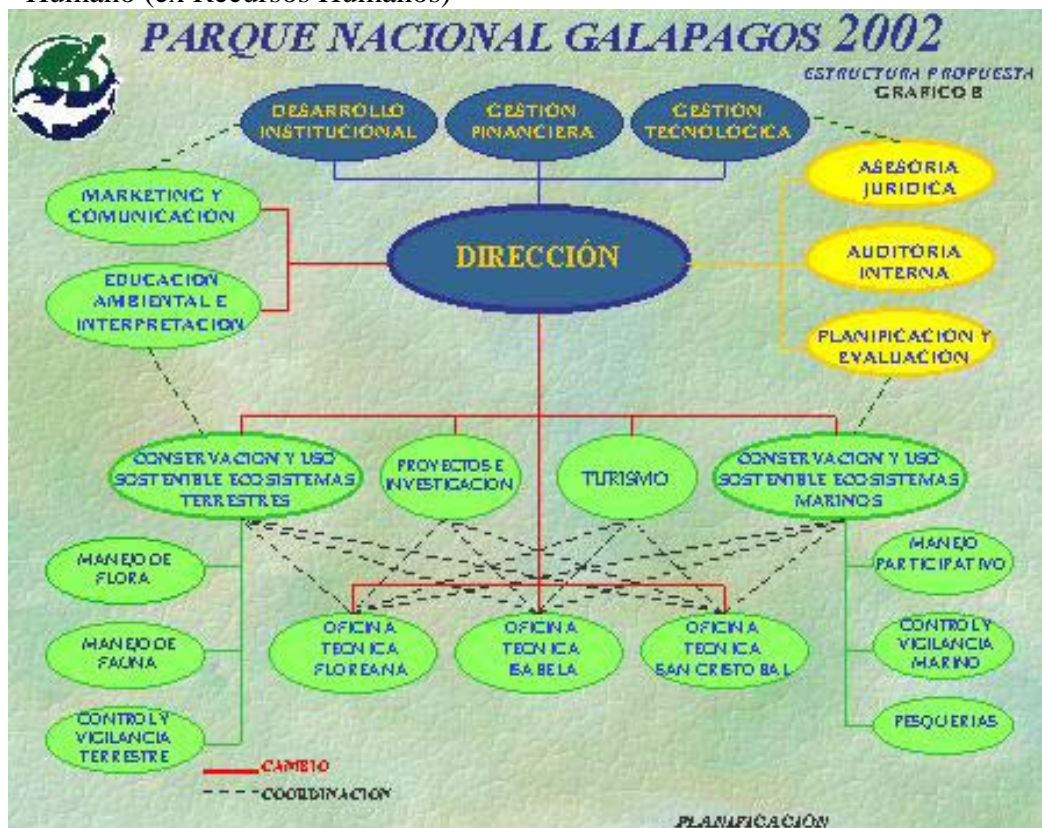 Humano (ex Recursos Humanos)
PARQUE NACIONAL GALAPAGOS 2002
ESTRUCTURA PROPUESTA
GRAFICO B
DESARROLLO
INSTITUCIONAL
GESTION
FINANCIERA
GESTION
TECNOLOGICA
MARKETING Y
COMUNICACION
ASESORIA
JURIDICA
DIRECCIÓN
AUDITORIA
INTERNA
EDUCACION
AMBIENTAL E
INTERPRETACION
PLANIFICACION Y
EVALUACION
CONSERVACION Y USO
SOSTENIBLE ECOSISTEMAS
TERRESTRES
PROYECTOS E
INVESTIGACION
TURISMO
CONSERVACION Y USO
SOSTENIBLE ECOSISTEMAS
MARINOS
MANEJO DE
FLORA
MANEJO
PARTICIPATIVO
MANEJO DE
FAUNA
OFICINA
TECNICA
FLOREANA
OFICINA
TECNICA
ISABELA
OFICINA
TECNICA
SAN CRISTOBAL
CONTROL Y
VIGILANCIA
MARINO
CONTROL Y
VIGILANCIA
TERRESTRE
PESQUERIAS
CAMBIO
COORDINACION
PLANIFICACIÓN